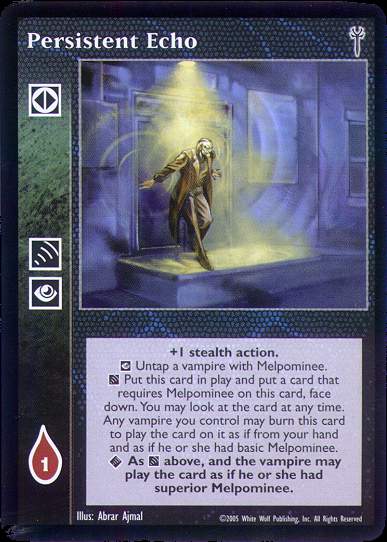 Persistent Echo
+1 stealth action.
Untap a vampire with Melpominee.
Put this card in play and put a card that
requires Melpominee on this card, face
down. You may look at the card at any time.
Any vampire you control may burn this card
to play the card on it as if from your hand
and as if he or she had basic Melpominee.
As above, and the vampire may
play the card as if he or she had
superior Melpominee.
1
Illus: Abrar Ajmal
©2005 White Wolf Publishing, Inc. All Rights Reserved